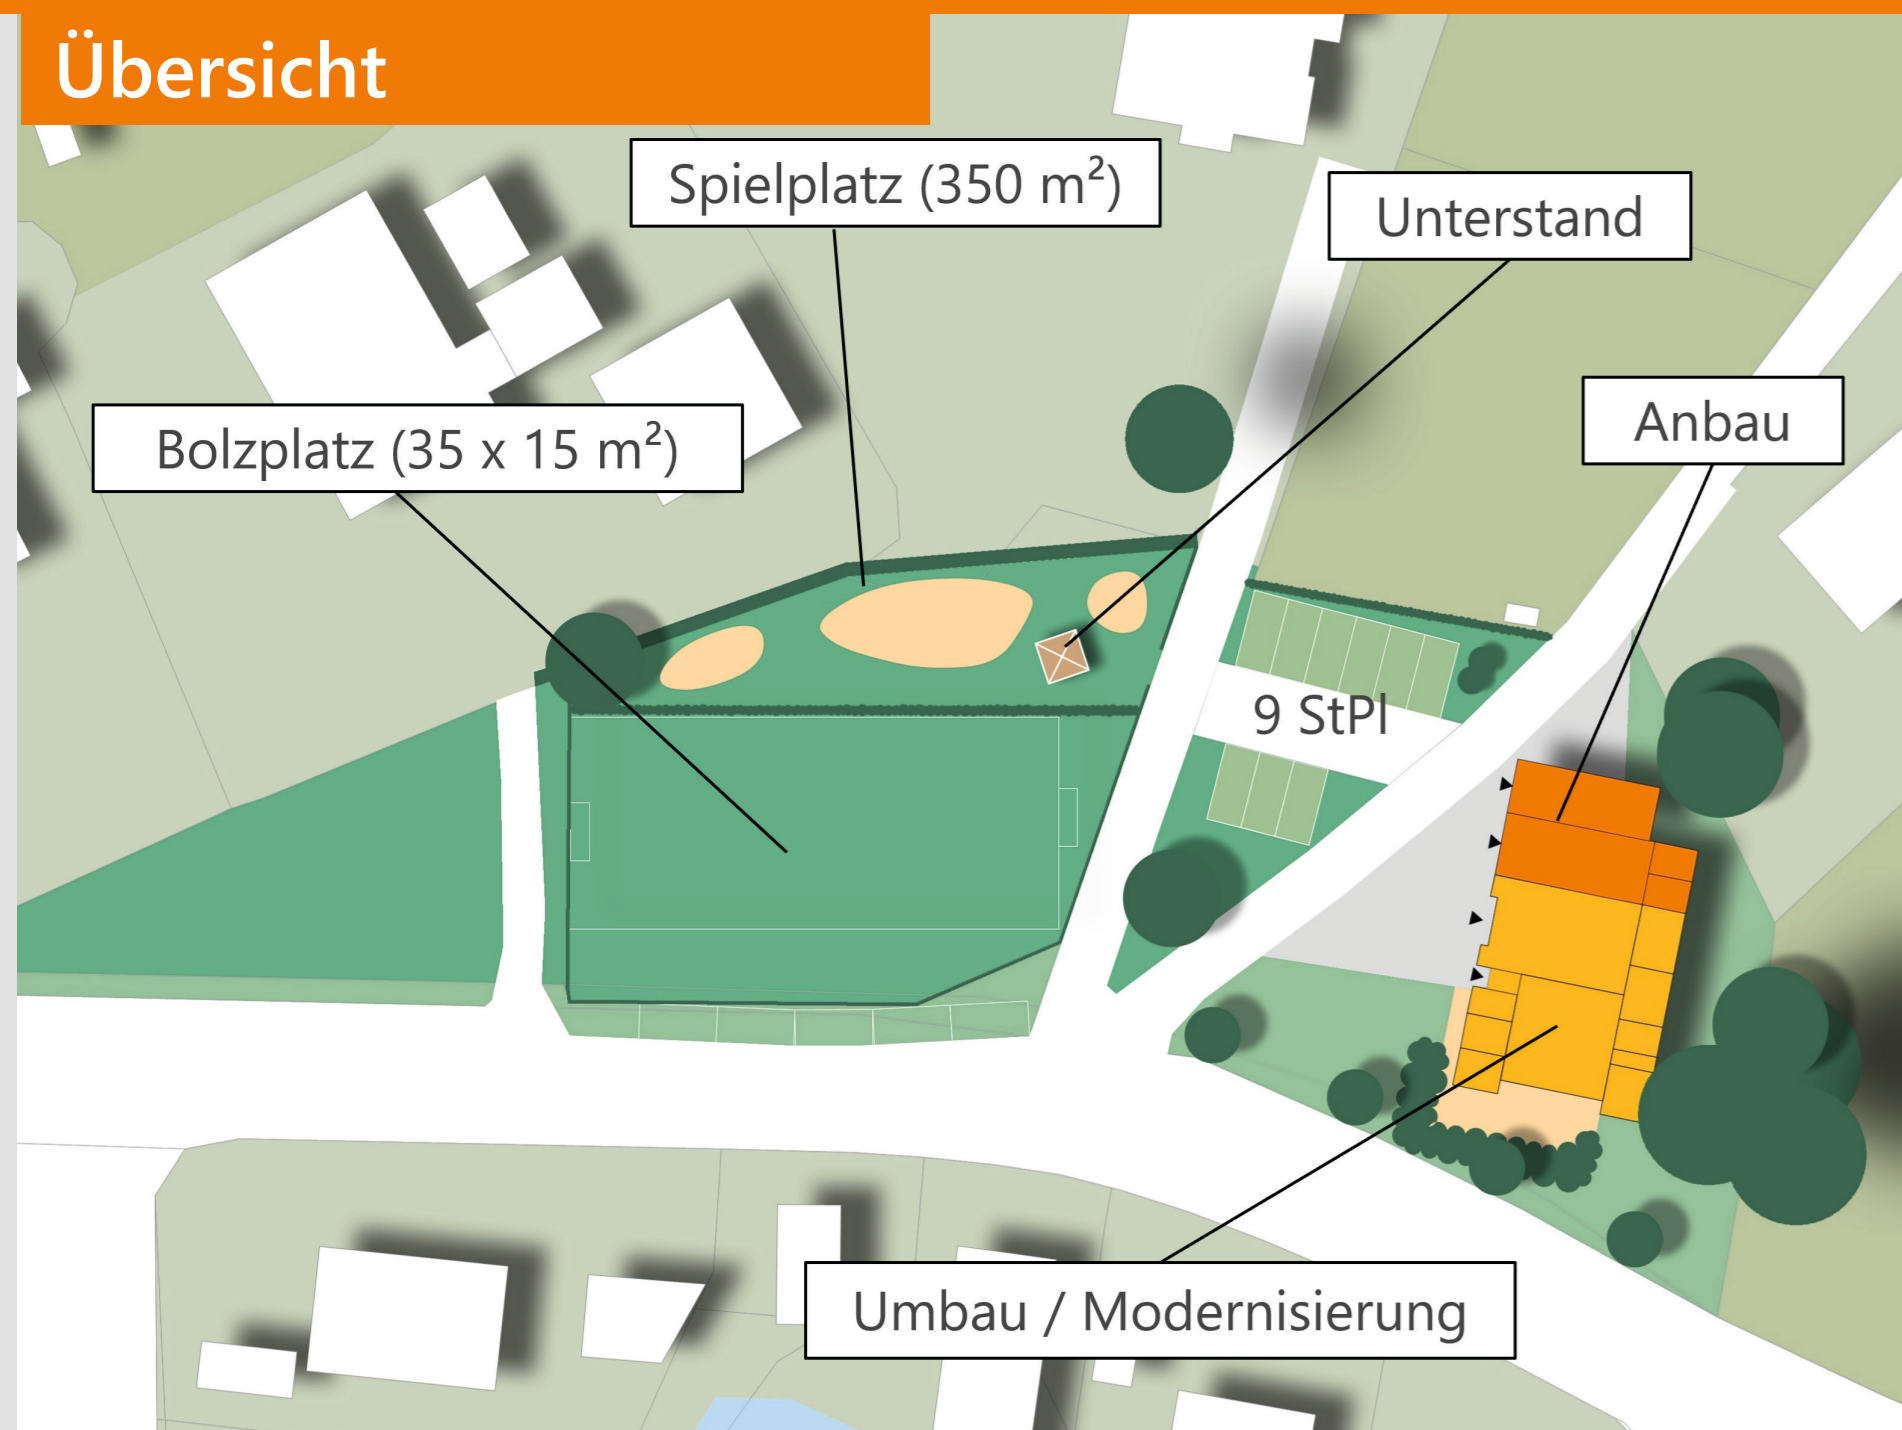 Übersicht
Spielplatz (350 m²)
Unterstand
Anbau
Bolzplatz (35 x 15 m²)
9 StPl
Umbau / Modernisierung